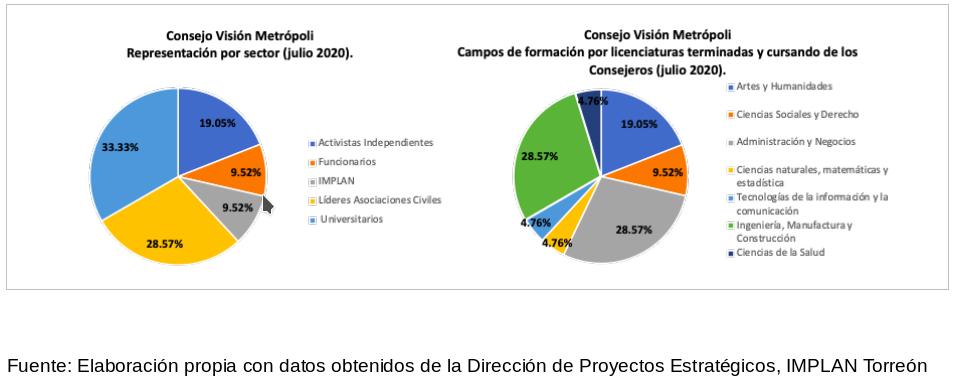 Consejo Visión Metrópoli
Representación por sector (julio 2020).
19.05%
9.52%
9.52%
28.57%
33.33%
Activistas Independientes
Funcionarios
IMPLAN
Líderes Asociaciones Civiles
Universitarios
Consejo Visión Metrópoli
Campos de formación por licenciaturas terminadas y cursando de los
Consejeros (julio 2020).
4.76%
19.05%
9.52%
28.57%
4.76%
4.76%
28.57%
Artes y Humanidades
Ciencias Sociales y Derecho
Administración y Negocios
Ciencias naturales, matemáticas y
estadística
Tecnologías de la información y la
comunicación
Ingeniería, Manufactura y
Construcción
Ciencias de la Salud
Fuente: Elaboración propia con datos obtenidos de la Dirección de Proyectos Estratégicos, IMPLAN Torreón